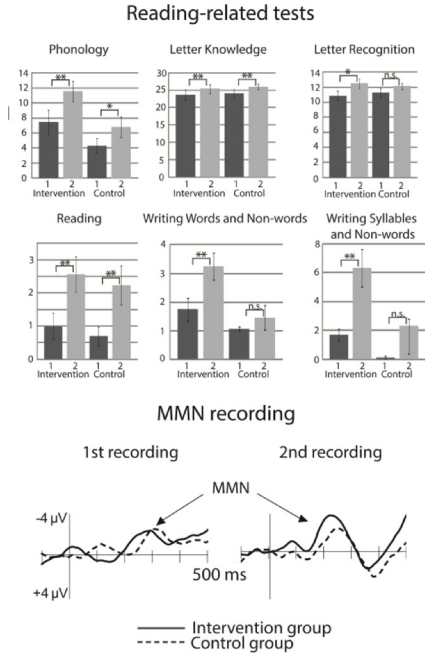 Reading-related tests
Phonology
Letter Knowledge
Letter Recognition
14
12
10
8
6
4
2
0
**
*
1 2 1 2
Intervention Control
30
25
20
15
10
5
0
**
**
1 2 1 2
Intervention Control
14
12
10
8
6
4
2
0
*
n.s.
1 2 1 2
Intervention Control
Reading
Writing Words and Non-words
Writing Syllables
and Non-words
3
2
1
0
**
**
1 2 1 2
Intervention Control
4
3
2
1
0
**
n.s.
1 2 1 2
Intervention Control
8
6
4
2
0
**
n.s.
1 2 1 2
Intervention Control
MMN recording
1st recording
2nd recording
MMN
-4 μV
500 ms
+4 μV
Intervention group
Control group